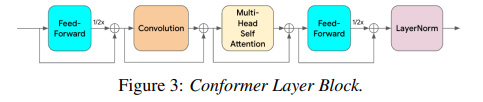 Feed-
Forward
1/2x
Convolution
Multi-
Head
Self
Attention
Feed-
Forward
1/2x
LayerNorm
Figure 3: Conformer Layer Block.